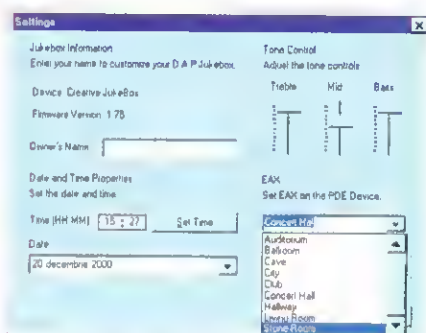 Settings
Jukebox Information
Enter your name to customize your D A P Jukebox.
Device Creative JukeBox
Firmware Version 1.78
Owner's Name
Date and Time Properties
Set the date and time
Time (HH MM) 15 : 27 Set Time
Date
20 decembrie 2000
Tone Control
Adjust the tone controls
Treble Mid Bass
EAX
Set EAX on the PDE Device.
Concert Hall
Auditorium
Ballroom
Cave
City
Club
Concert Hall
Hallway
Living Room
Stone Room